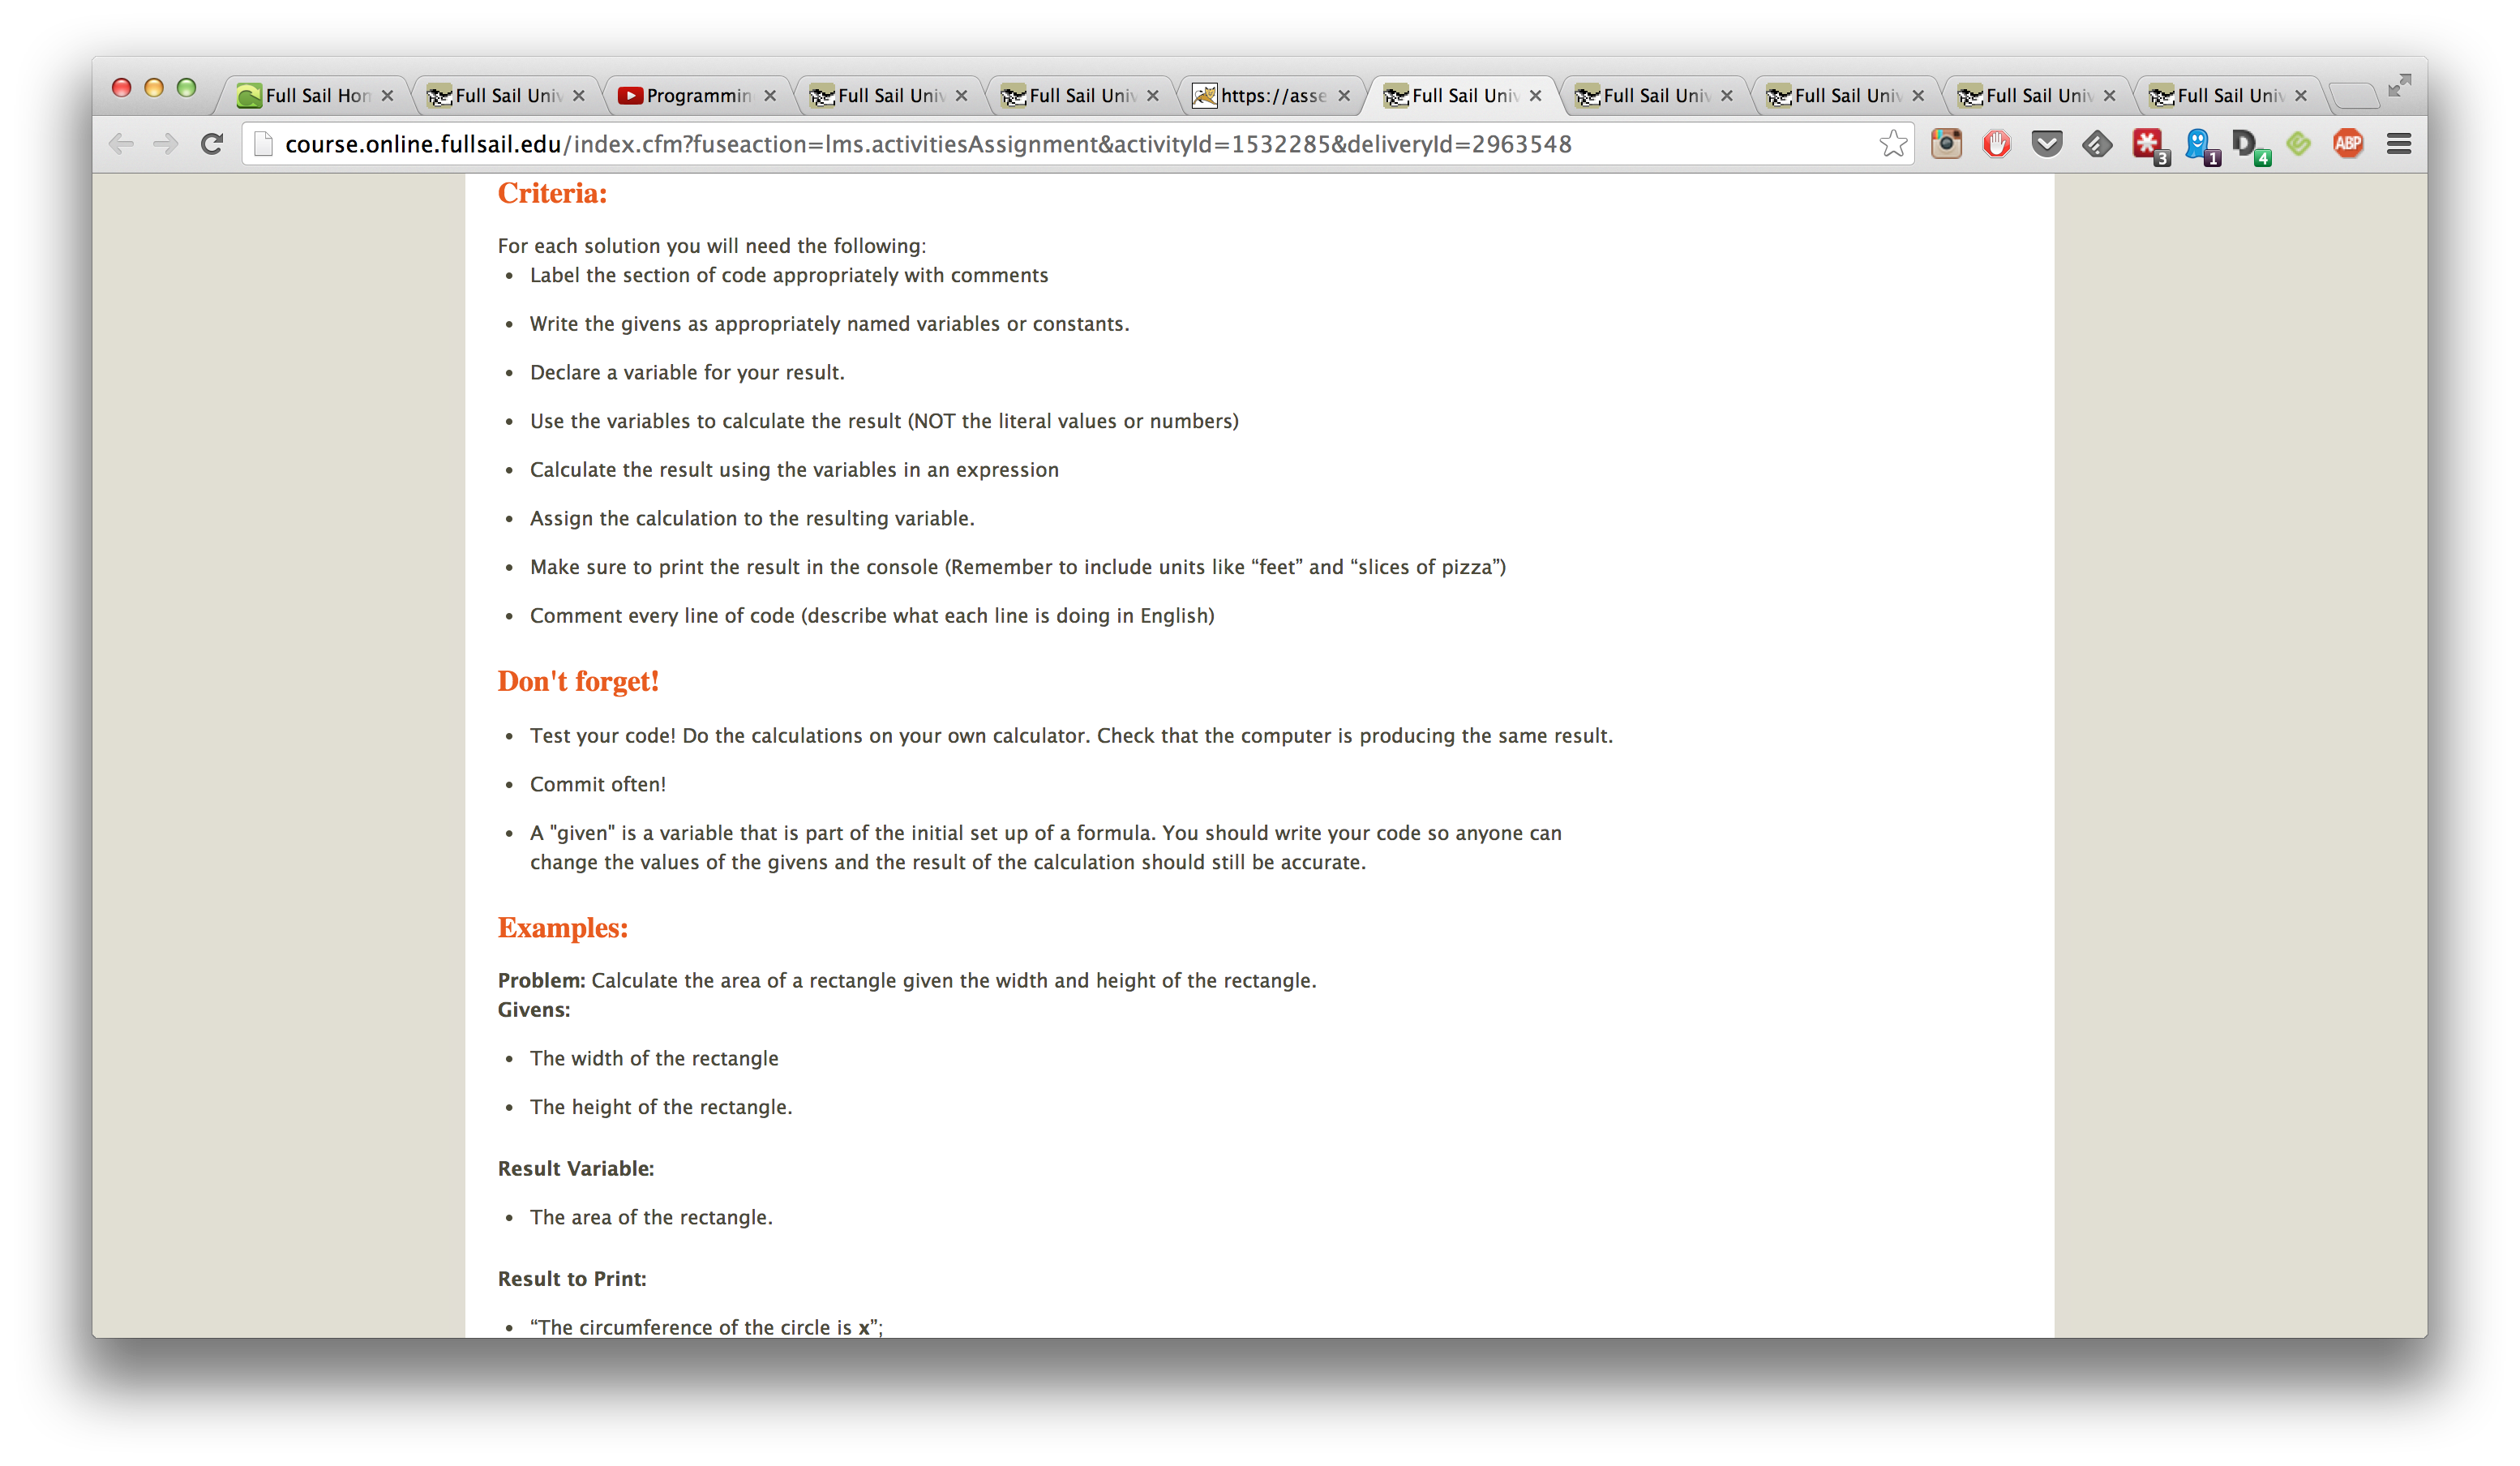 Full Sail Hon
Full Sail Univ
Programmin
Full Sail Univ
Full Sail Univ
https://asse
Full Sail Univ
Full Sail Univ
Full Sail Univ
Full Sail Univ
Full Sail Univ
course.online.fullsail.edu/index.cfm?fuseaction=lms.activitiesAssignment&activityId=1532285&deliveryId=2963548
3
1
D 4
ABP
Criteria:
For each solution you will need the following:
• Label the section of code appropriately with comments
• Write the givens as appropriately named variables or constants.
• Declare a variable for your result.
• Use the variables to calculate the result (NOT the literal values or numbers)
• Calculate the result using the variables in an expression
• Assign the calculation to the resulting variable.
• Make sure to print the result in the console (Remember to include units like “feet” and “slices of pizza”)
• Comment every line of code (describe what each line is doing in English)
Don't forget!
• Test your code! Do the calculations on your own calculator. Check that the computer is producing the same result.
• Commit often!
• A "given" is a variable that is part of the initial set up of a formula. You should write your code so anyone can
change the values of the givens and the result of the calculation should still be accurate.
Examples:
Problem: Calculate the area of a rectangle given the width and height of the rectangle.
Givens:
• The width of the rectangle
• The height of the rectangle.
Result Variable:
• The area of the rectangle.
Result to Print:
• “The circumference of the circle is x”;